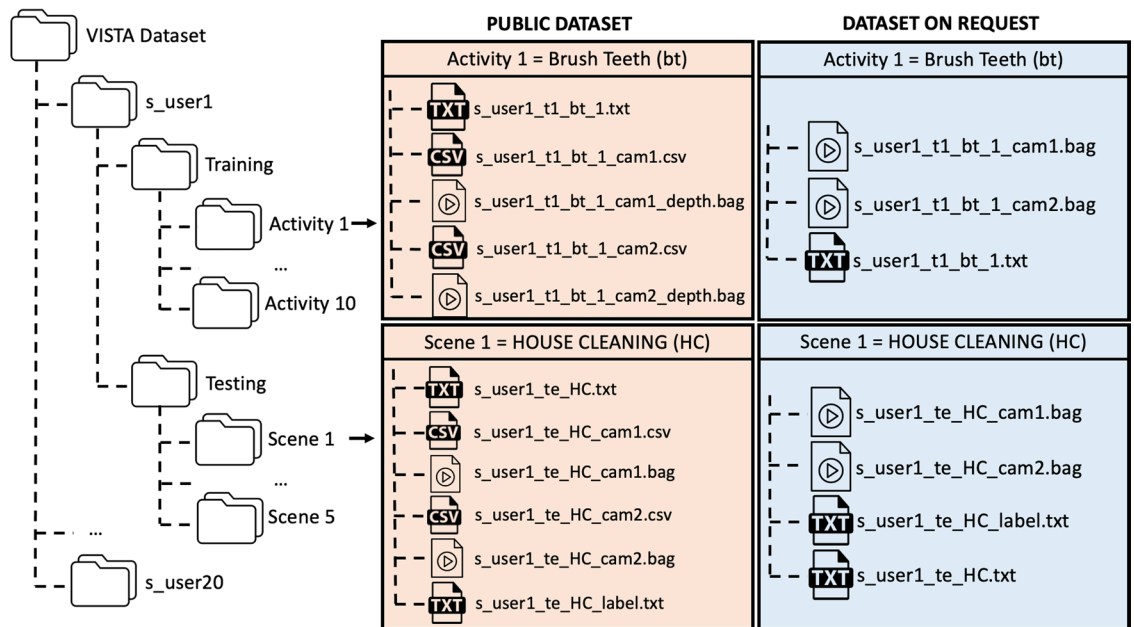 PUBLIC DATASET
DATASET ON REQUEST
VISTA Dataset
s_user1
Training
Activity 1
...
Activity 10
Testing
Scene 1
...
Scene 5
...
s_user20
Activity 1 = Brush Teeth (bt)
TXT s_user1_t1_bt_1.txt
CSV s_user1_t1_bt_1_cam1.csv
s_user1_t1_bt_1_cam1_depth.bag
CSV s_user1_t1_bt_1_cam2.csv
s_user1_t1_bt_1_cam2_depth.bag
Scene 1 = HOUSE CLEANING (HC)
TXT s_user1_te_HC.txt
CSV s_user1_te_HC_cam1.csv
s_user1_te_HC_cam1.bag
CSV s_user1_te_HC_cam2.csv
s_user1_te_HC_cam2.bag
TXT s_user1_te_HC_label.txt
Activity 1 = Brush Teeth (bt)
s_user1_t1_bt_1_cam1.bag
s_user1_t1_bt_1_cam2.bag
TXT s_user1_t1_bt_1.txt
Scene 1 = HOUSE CLEANING (HC)
s_user1_te_HC_cam1.bag
s_user1_te_HC_cam2.bag
TXT s_user1_te_HC_label.txt
TXT s_user1_te_HC.txt